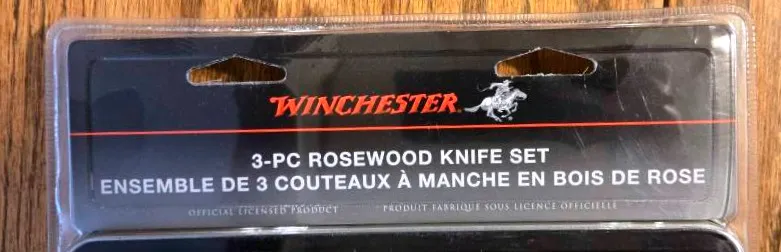 WINCHESTER
3-PC ROSEWOOD KNIFE SET
ENSEMBLE DE 3 COUTEAUX À MANCHE EN BOIS DE ROSE
OFFICIAL LICENSED PRODUCT PRODUIT FABRIQUE SOUS LICENCE OFFICIELLE